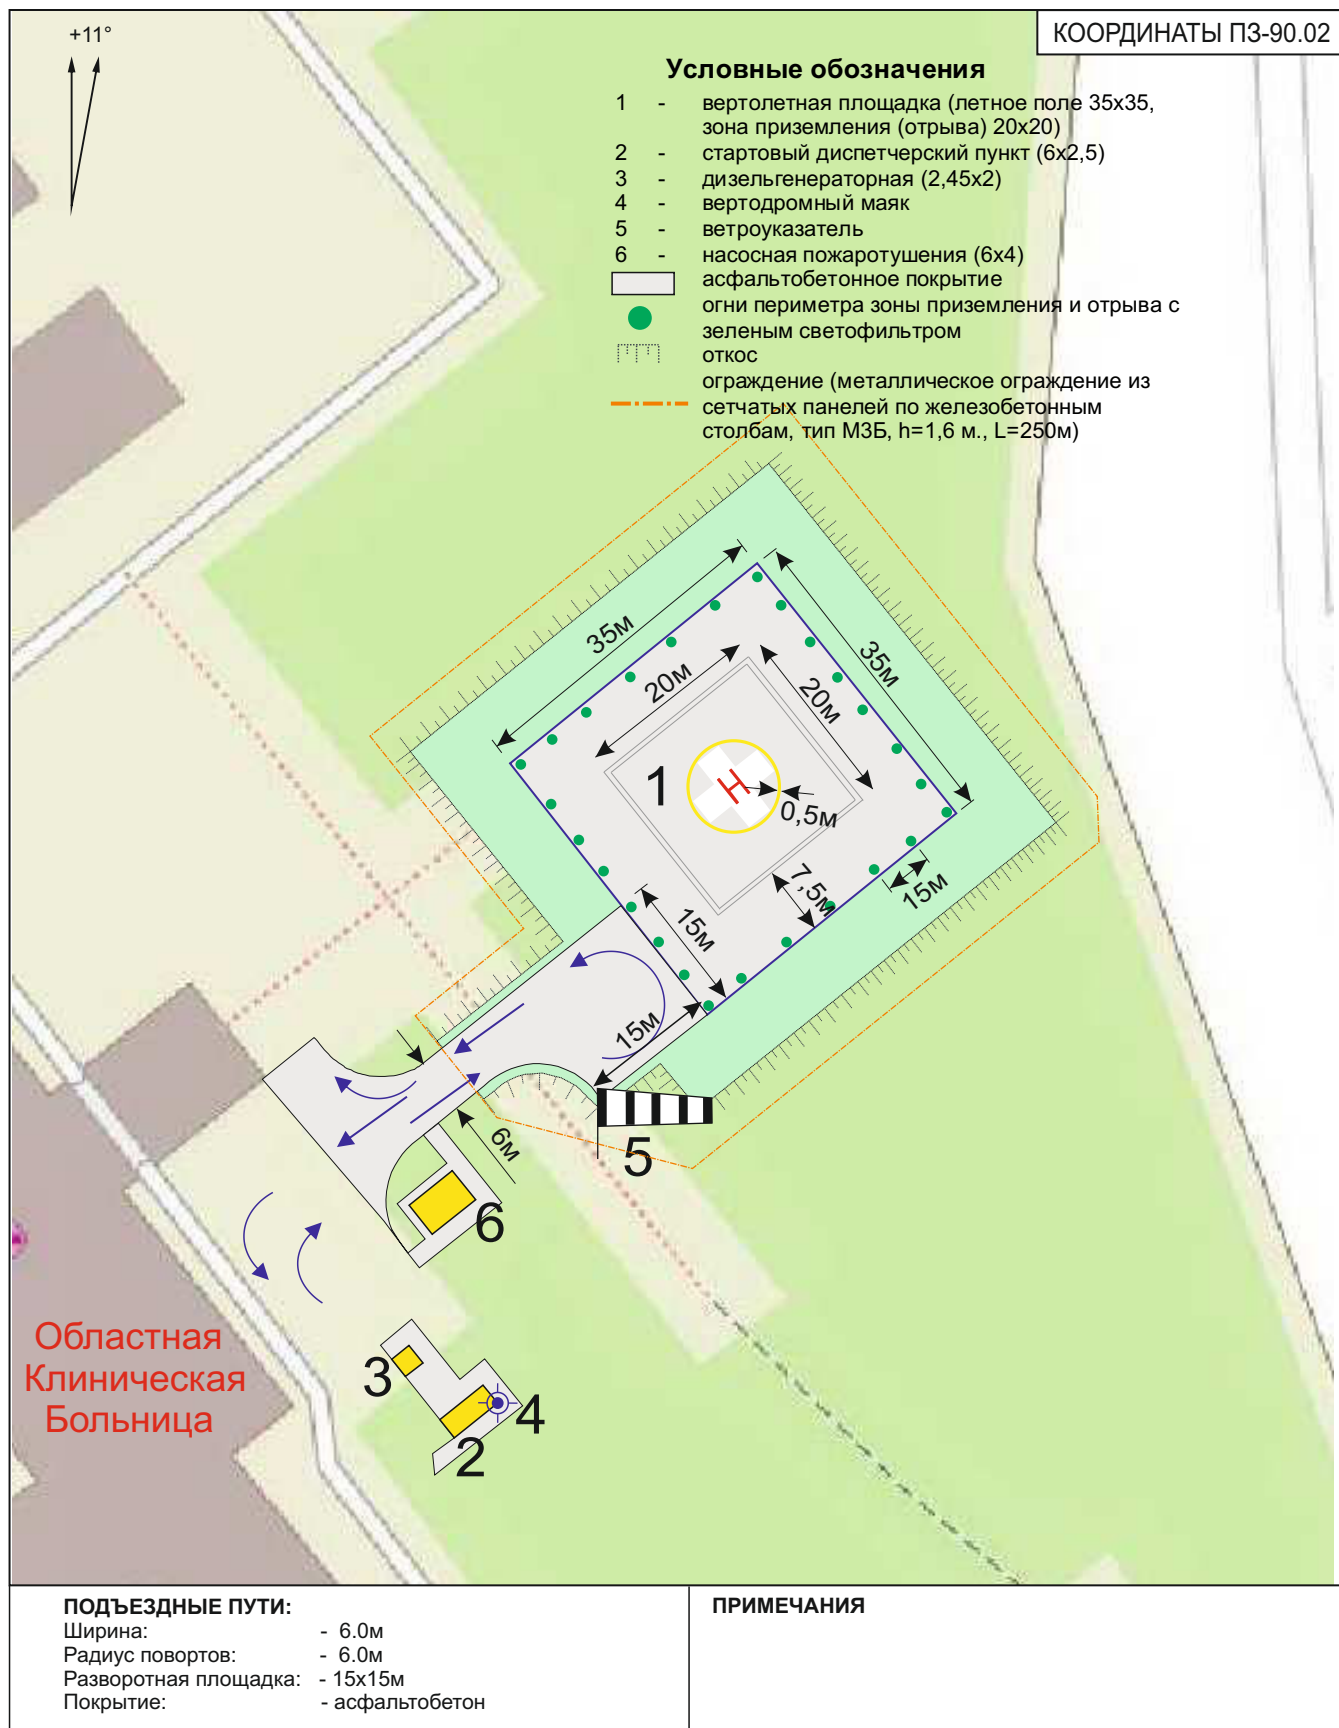 +11°
КООРДИНАТЫ ПЗ-90.02
Условные обозначения
1 - вертолетная площадка (летное поле 35х35,
зона приземления (отрыва) 20х20)
2 - стартовый диспетчерский пункт (6х2,5)
3 - дизельгенераторная (2,45х2)
4 - вертодромный маяк
5 - ветроуказатель
6 - насосная пожаротушения (6х4)
асфальтобетонное покрытие
огни периметра зоны приземления и отрыва с
зеленым светофильтром
откос
ограждение (металлическое ограждение из
сетчатых панелей по железобетонным
столбам, тип МЗБ, h=1,6 м., L=250м)
35м
35м
20м
20м
1
Н
0,5м
7,5м
15м
15м
15м
6м
5
6
3
4
2
Областная
Клиническая
Больница
ПОДЪЕЗДНЫЕ ПУТИ:
Ширина: - 6.0м
Радиус повортов: - 6.0м
Разворотная площадка: - 15х15м
Покрытие: - асфальтобетон
ПРИМЕЧАНИЯ